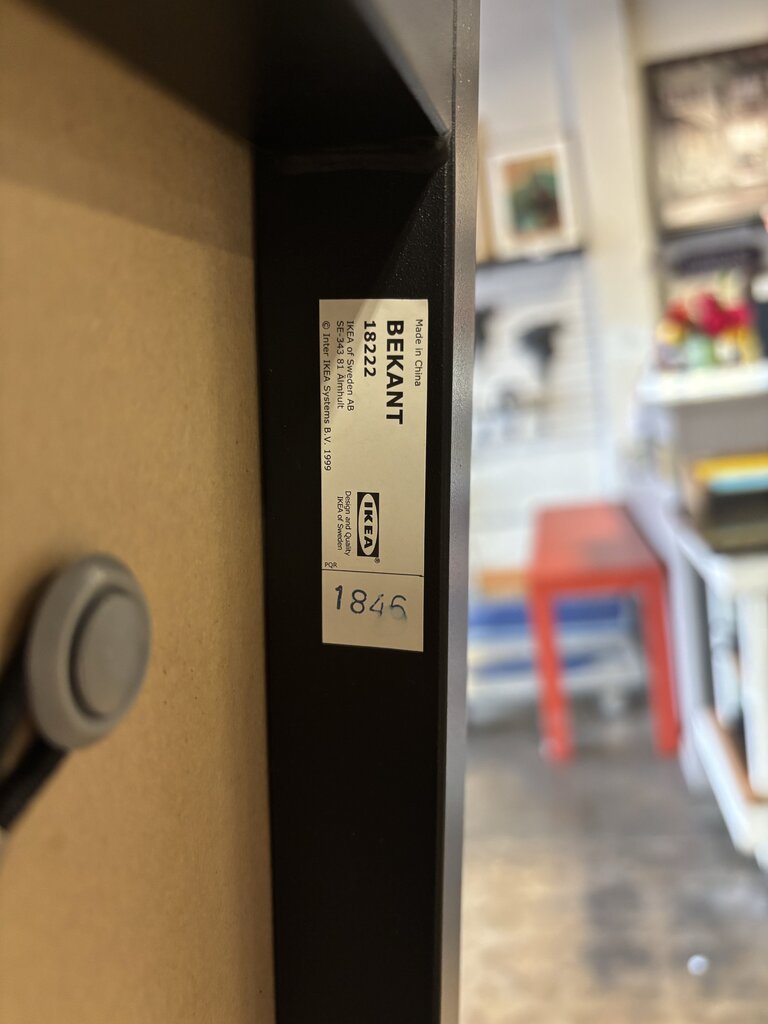 Made in China
BEKANT
18222
IKEA of Sweden AB
SE-343 81 Älmhult
© Inter IKEA Systems B.V. 1999
IKEA®
Design and Quality
IKEA of Sweden
PQR
1846